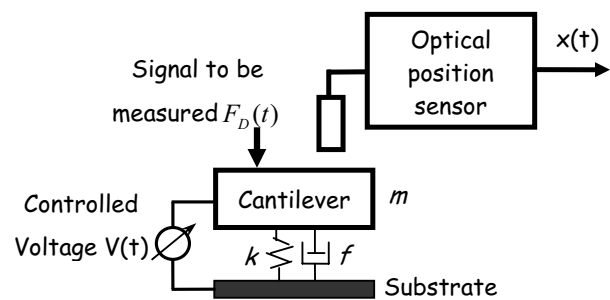 Optical
position
sensor
x(t)
Signal to be
measured F_D(t)
Cantilever
m
Controlled
Voltage V(t)
k
f
Substrate